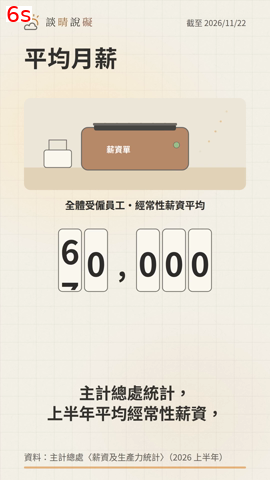 6s
談晴說礙
截至 2026/11/22
平均月薪
薪資單
全體受僱員工・經常性薪資平均
60,000
主計總處統計，
上半年平均經常性薪資，
資料：主計總處〈薪資及生產力統計〉（2026 上半年）